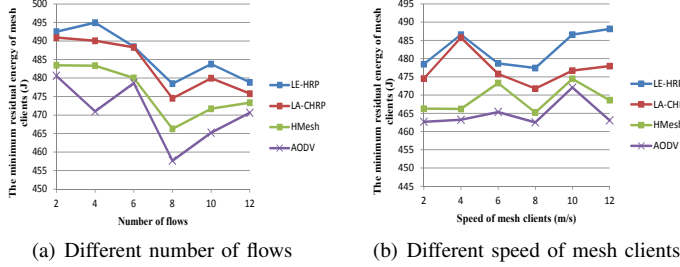 The minimum residual energy of mesh
clients (J)
500
495
490
485
480
475
470
465
460
455
450
2 4 6 8 10 12
Number of flows
LE-HRP
LA-CHRP
HMesh
AODV
(a) Different number of flows
The minimum residual energy of mesh
clients (J)
495
490
485
480
475
470
465
460
455
450
445
2 4 6 8 10 12
Speed of mesh clients (m/s)
LE-HRP
LA-CHRP
HMesh
AODV
(b) Different speed of mesh clients